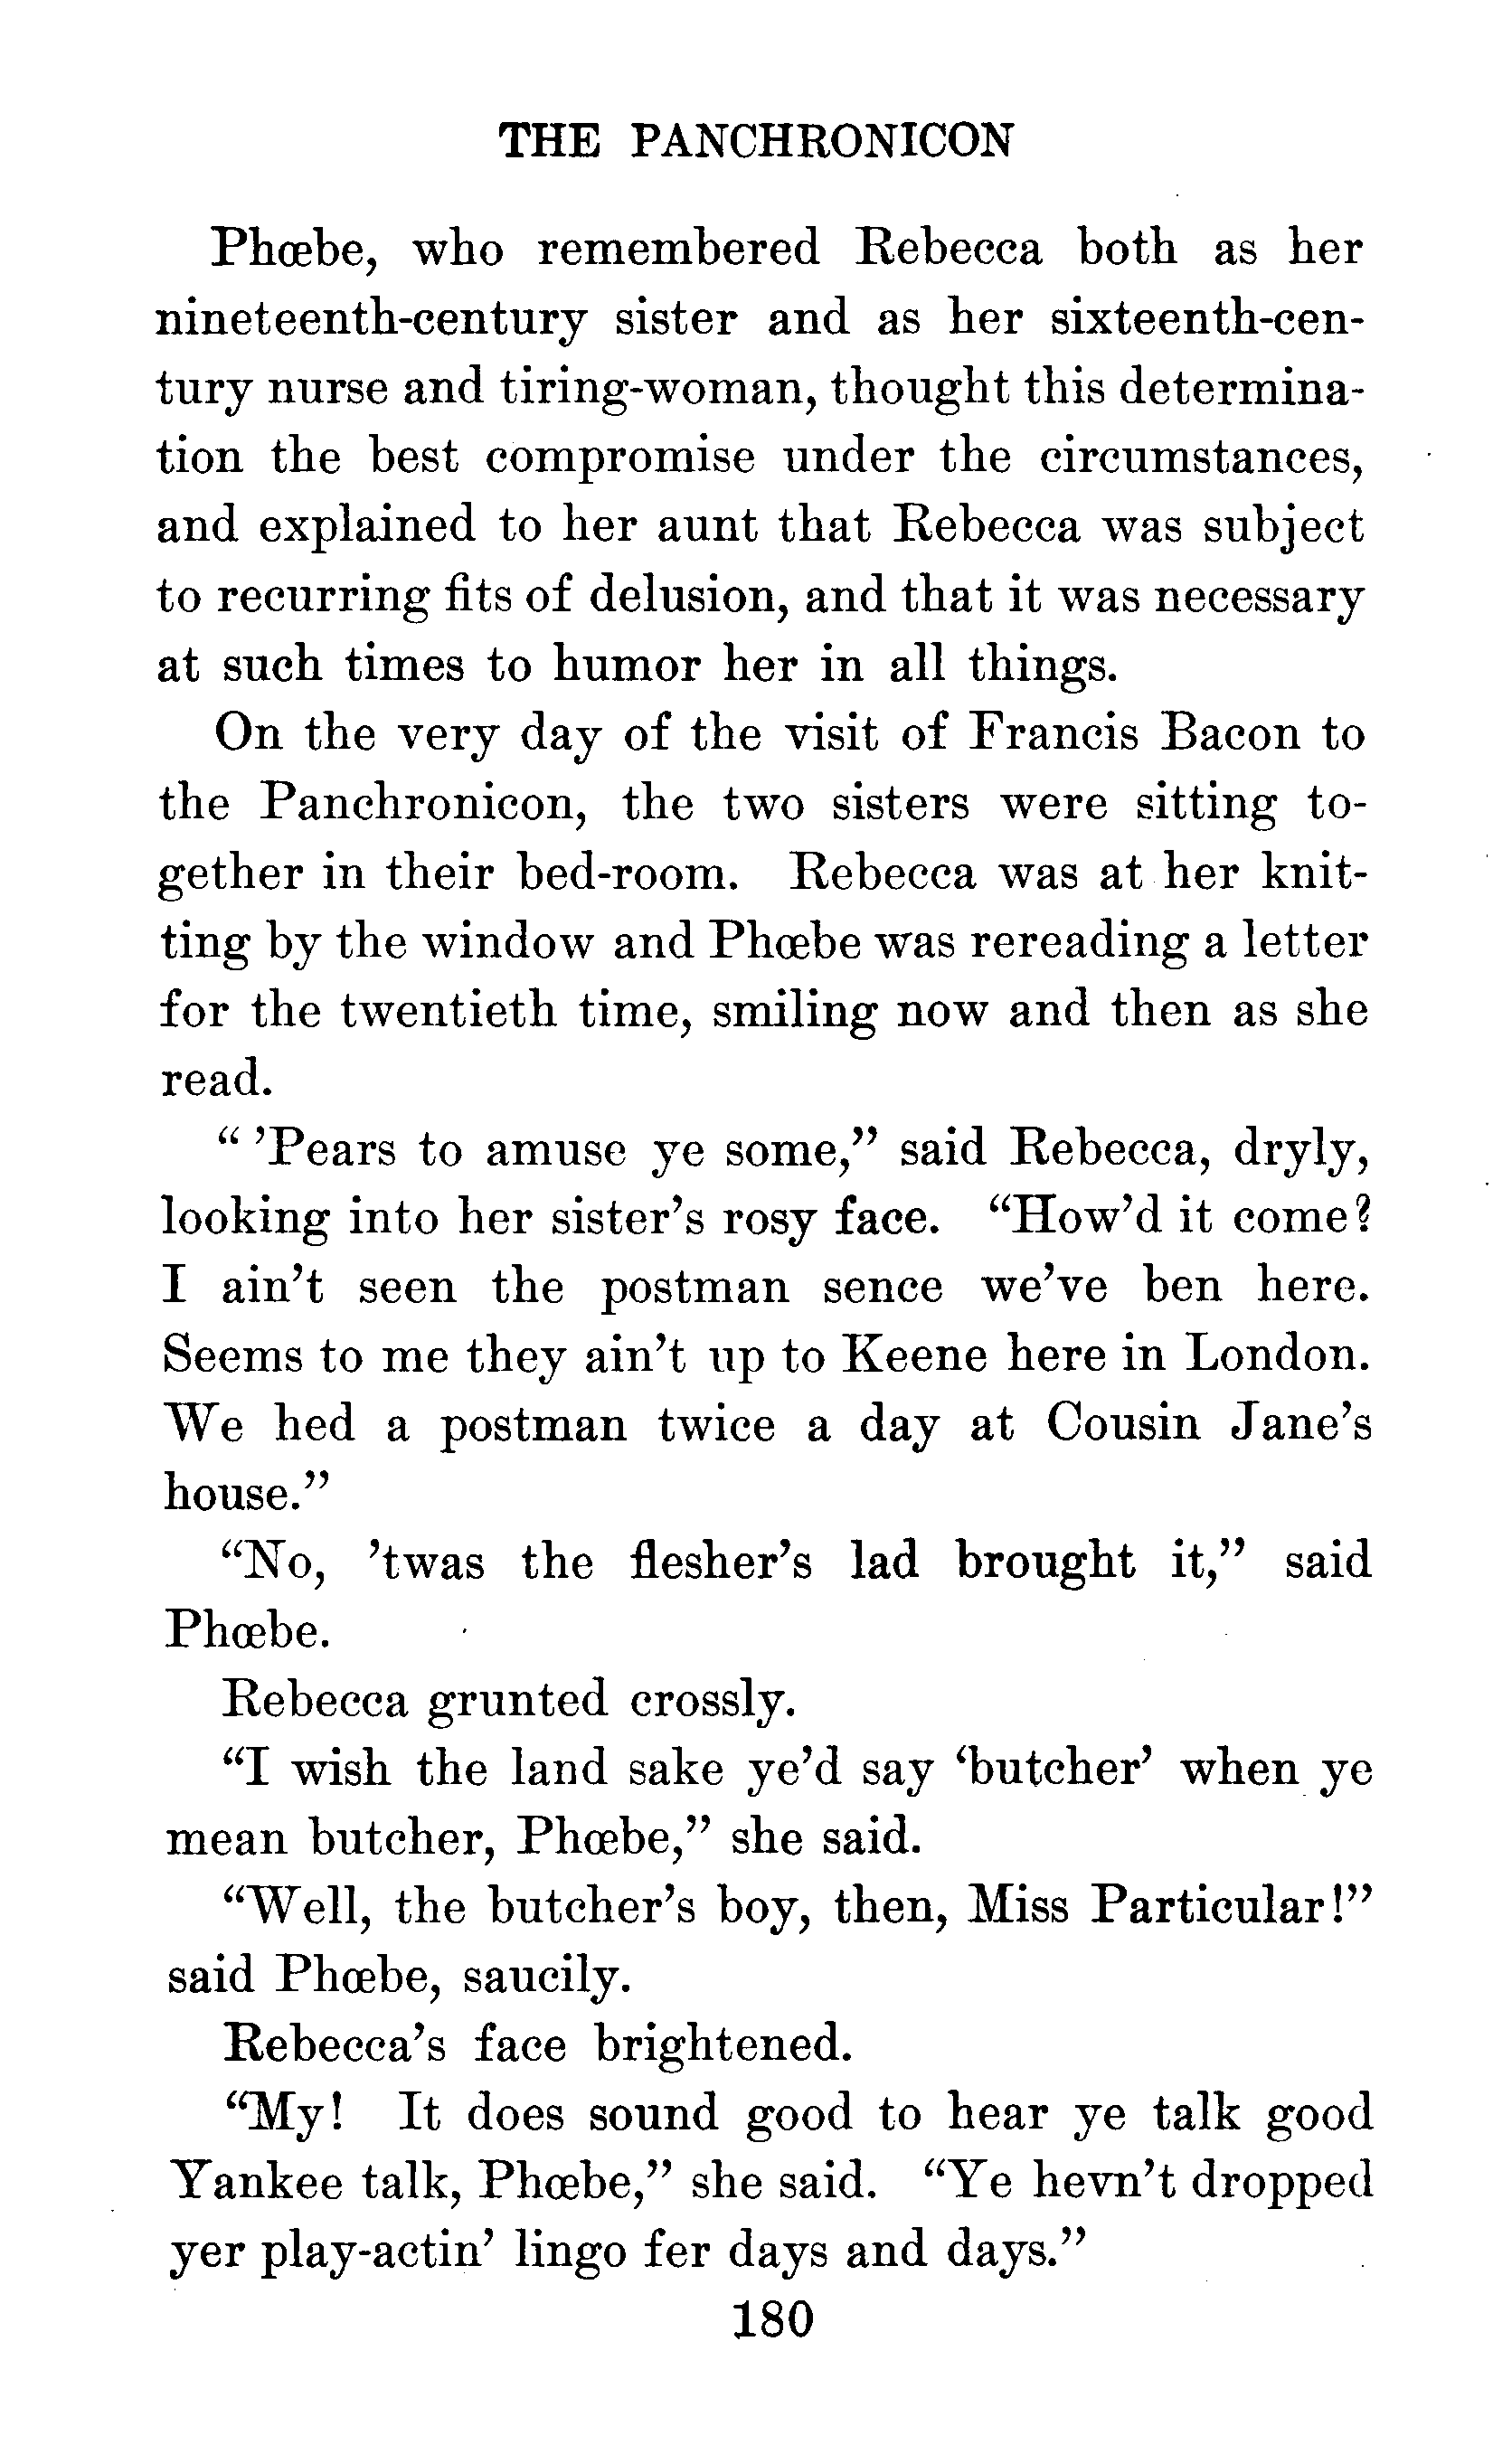 THE PANCHRONICON
Phœbe, who remembered Rebecca both as her
nineteenth-century sister and as her sixteenth-cen-
tury nurse and tiring-woman, thought this determina-
tion the best compromise under the circumstances,
and explained to her aunt that Rebecca was subject
to recurring fits of delusion, and that it was necessary
at such times to humor her in all things.
On the very day of the visit of Francis Bacon to
the Panchronicon, the two sisters were sitting to-
gether in their bed-room. Rebecca was at her knit-
ting by the window and Phœbe was rereading a letter
for the twentieth time, smiling now and then as she
read.
“ ’Pears to amuse ye some,” said Rebecca, dryly,
looking into her sister’s rosy face. “How’d it come?
I ain’t seen the postman sence we’ve ben here.
Seems to me they ain’t up to Keene here in London.
We hed a postman twice a day at Cousin Jane’s
house.”
“No, ’twas the flesher’s lad brought it,” said
Phœbe.
Rebecca grunted crossly.
“I wish the land sake ye’d say ‘butcher’ when ye
mean butcher, Phœbe,” she said.
“Well, the butcher’s boy, then, Miss Particular!”
said Phœbe, saucily.
Rebecca’s face brightened.
“My! It does sound good to hear ye talk good
Yankee talk, Phœbe,” she said. “Ye hevn’t dropped
yer play-actin’ lingo fer days and days.”
180